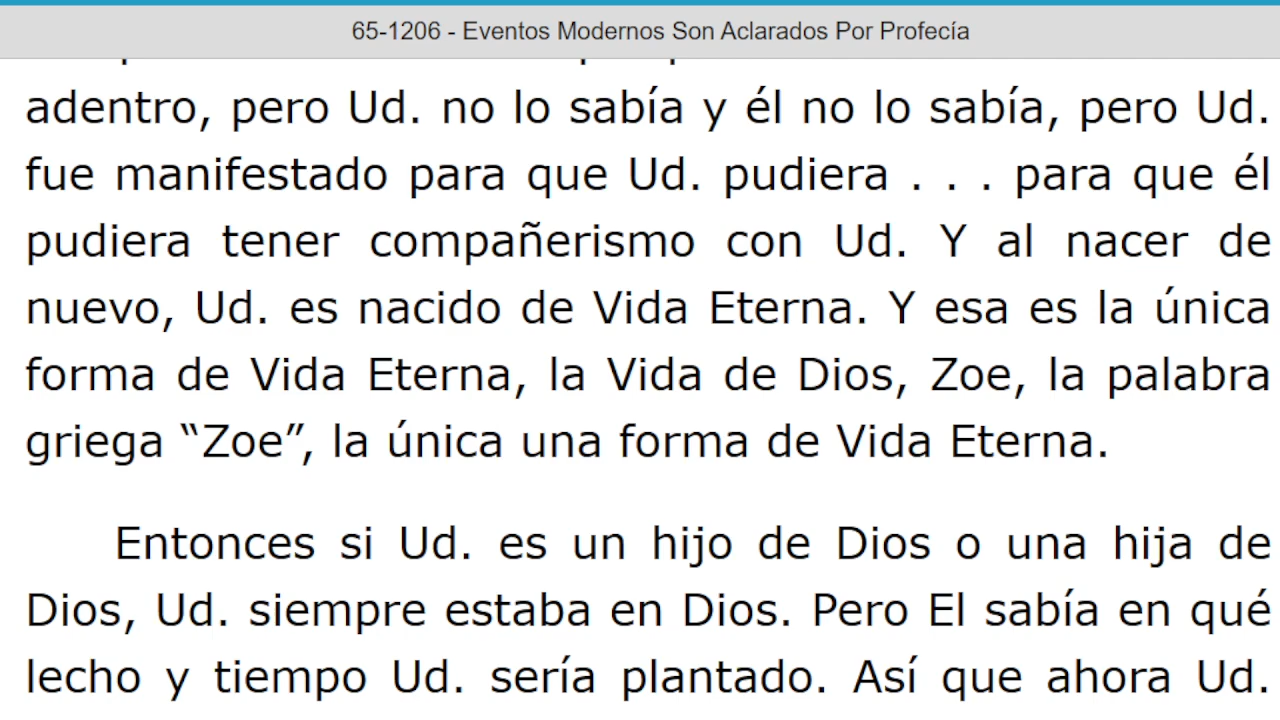 65-1206 - Eventos Modernos Son Aclarados Por Profecía
adentro, pero Ud. no lo sabía y él no lo sabía, pero Ud.
fue manifestado para que Ud. pudiera . . . para que él
pudiera tener compañerismo con Ud. Y al nacer de
nuevo, Ud. es nacido de Vida Eterna. Y esa es la única
forma de Vida Eterna, la Vida de Dios, Zoe, la palabra
griega “Zoe”, la única una forma de Vida Eterna.
Entonces si Ud. es un hijo de Dios o una hija de
Dios, Ud. siempre estaba en Dios. Pero El sabía en qué
lecho y tiempo Ud. sería plantado. Así que ahora Ud.